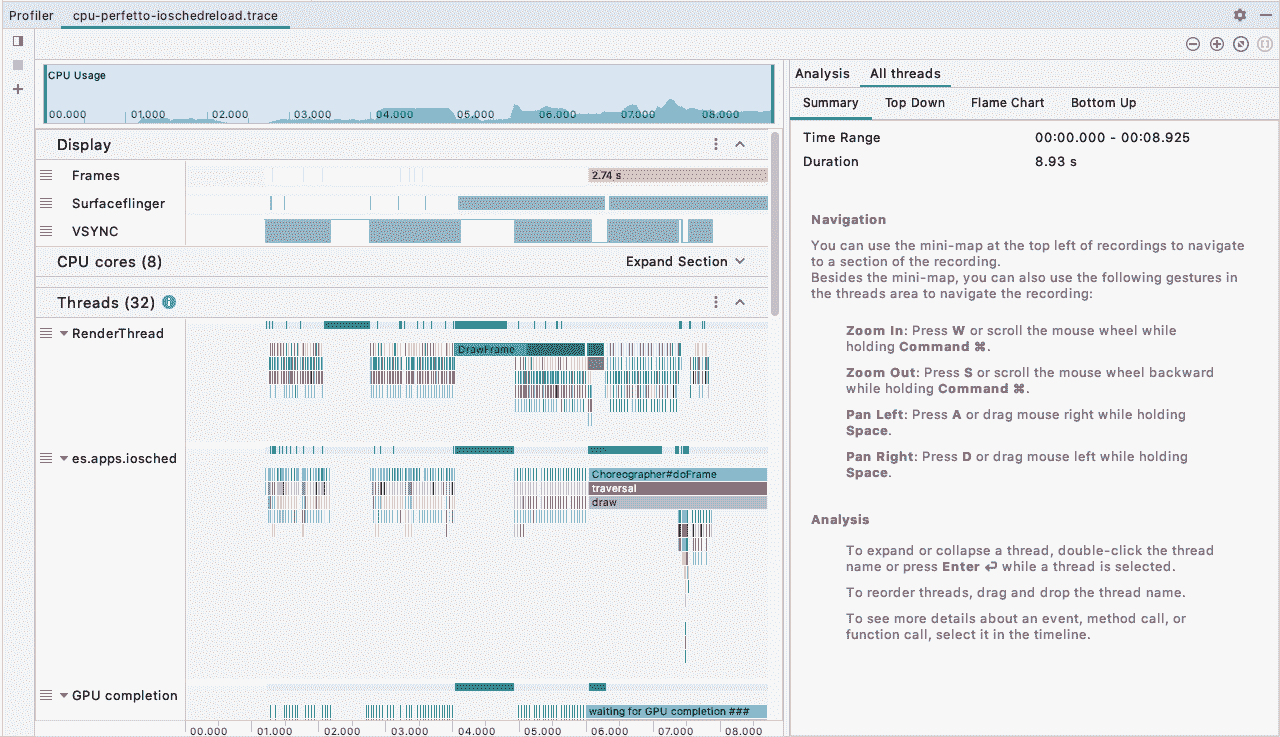 Profiler cpu-perfetto-ioschedreload.trace
CPU Usage
00.000 01.000 02.000 03.000 04.000 05.000 06.000 07.000 08.000
Display
Frames 2.74 s
Surfaceflinger
VSYNC
CPU cores (8) Expand Section
Threads (32)
RenderThread
DrawFrame
es.apps.iosched
Choreographer#doFrame
traversal
draw
GPU completion
waiting for GPU completion ###
00.000 01.000 02.000 03.000 04.000 05.000 06.000 07.000 08.000
Analysis All threads
Summary Top Down Flame Chart Bottom Up
Time Range 00:00.000 - 00:08.925
Duration 8.93 s
Navigation
You can use the mini-map at the top left of recordings to navigate
to a section of the recording.
Besides the mini-map, you can also use the following gestures in
the threads area to navigate the recording:
Zoom In: Press W or scroll the mouse wheel while
holding Command ⌘.
Zoom Out: Press S or scroll the mouse wheel backward
while holding Command ⌘.
Pan Left: Press A or drag mouse right while holding
Space.
Pan Right: Press D or drag mouse left while holding
Space.
Analysis
To expand or collapse a thread, double-click the thread
name or press Enter ↩ while a thread is selected.
To reorder threads, drag and drop the thread name.
To see more details about an event, method call, or
function call, select it in the timeline.